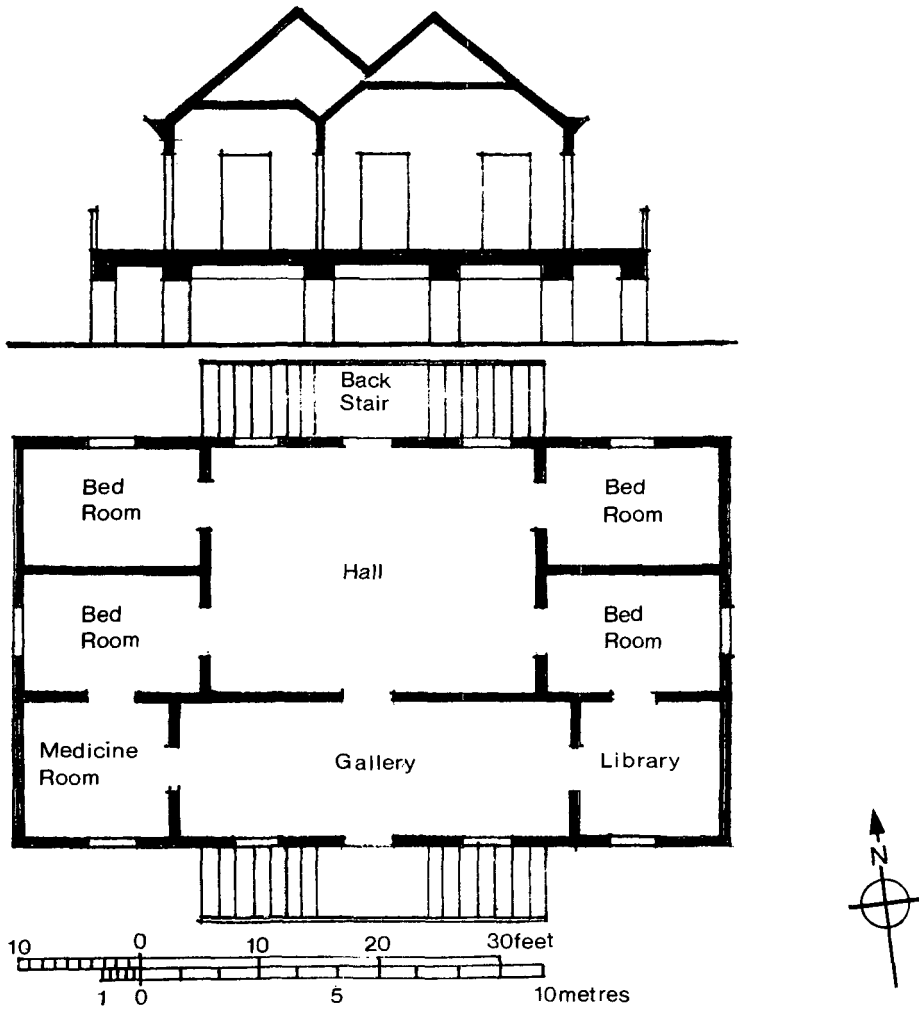 Back
Stair
Bed
Room
Bed
Room
Hall
Bed
Room
Bed
Room
Medicine
Room
Gallery
Library
N
10 0 10 20 30feet
1 0 5 10metres